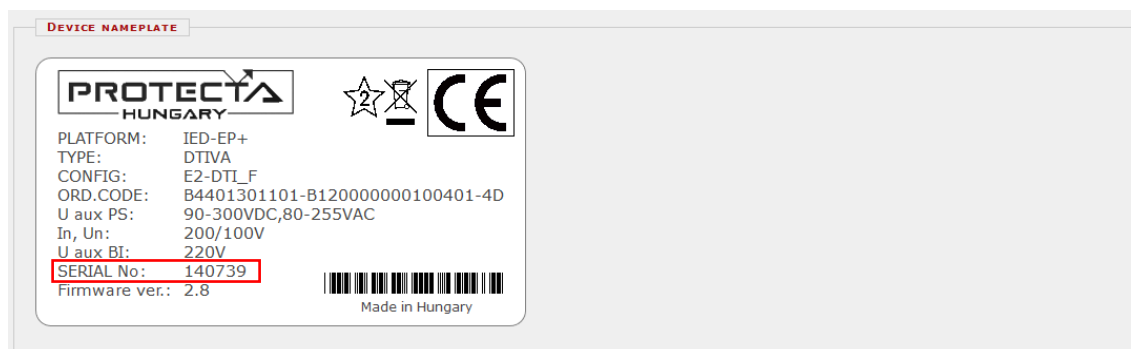 DEVICE NAMEPLATE
PROTECTA
HUNGARY
2
CE
PLATFORM: IED-EP+
TYPE: DTIVA
CONFIG: E2-DTI_F
ORD.CODE: B4401301101-B120000000100401-4D
U aux PS: 90-300VDC,80-255VAC
In, Un: 200/100V
U aux BI: 220V
SERIAL No: 140739
Firmware ver.: 2.8
Made in Hungary